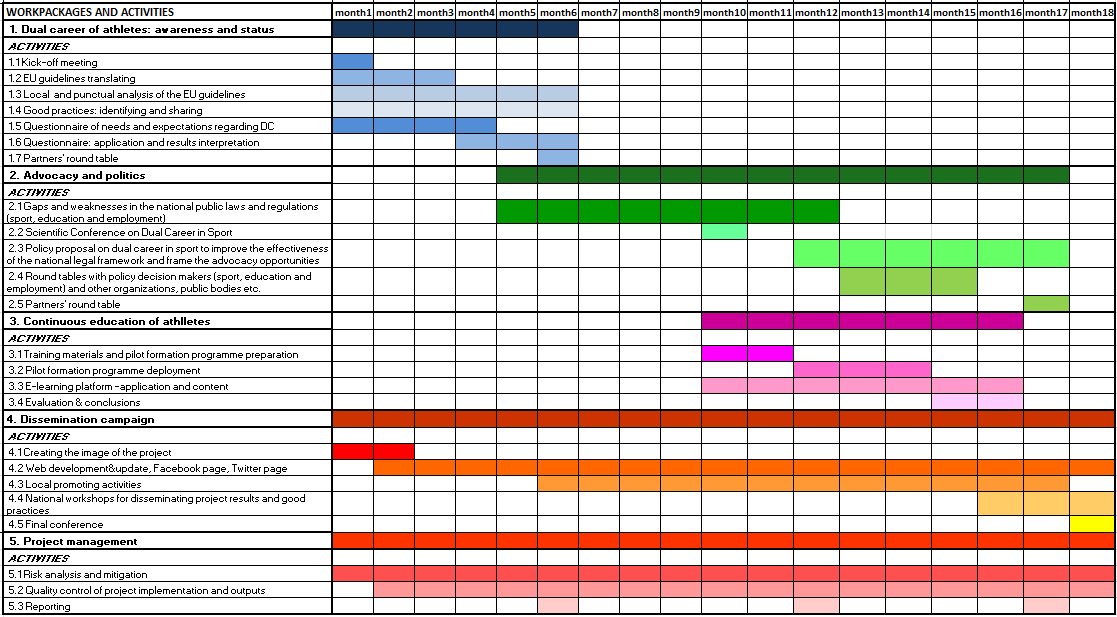 WORKPACKAGES AND ACTIVITIES month1 month2 month3 month4 month5 month6 month7 month8 month9 month10 month11 month12 month13 month14 month15 month16 month17 month18
1. Dual career of athletes: awareness and status
ACTIVITIES
1.1 Kick-off meeting
1.2 EU guidelines translating
1.3 Local and punctual analysis of the EU guidelines
1.4 Good practices: identifying and sharing
1.5 Questionnaire of needs and expectations regarding DC
1.6 Questionnaire: application and results interpretation
1.7 Partners' round table
2. Advocacy and politics
ACTIVITIES
2.1 Gaps and weaknesses in the national public laws and regulations
(sport, education and employment)
2.2 Scientific Conference on Dual Career in Sport
2.3 Policy proposal on dual career in sport to improve the effectiveness
of the national legal framework and frame the advocacy opportunities
2.4 Round tables with policy decision makers (sport, education and
employment) and other organizations, public bodies etc.
2.5 Partners' round table
3. Continuous education of athlletes
ACTIVITIES
3.1 Training materials and pilot formation programme preparation
3.2 Pilot formation programme deployment
3.3 E-learning platform -application and content
3.4 Evaluation & conclusions
4. Dissemination campaign
ACTIVITIES
4.1 Creating the image of the project
4.2 Web development&update, Facebook page, Twitter page
4.3 Local promoting activities
4.4 National workshops for disseminating project results and good
practices
4.5 Final conference
5. Project management
ACTIVITIES
5.1 Risk analysis and mitigation
5.2 Quality control of project implementation and outputs
5.3 Reporting